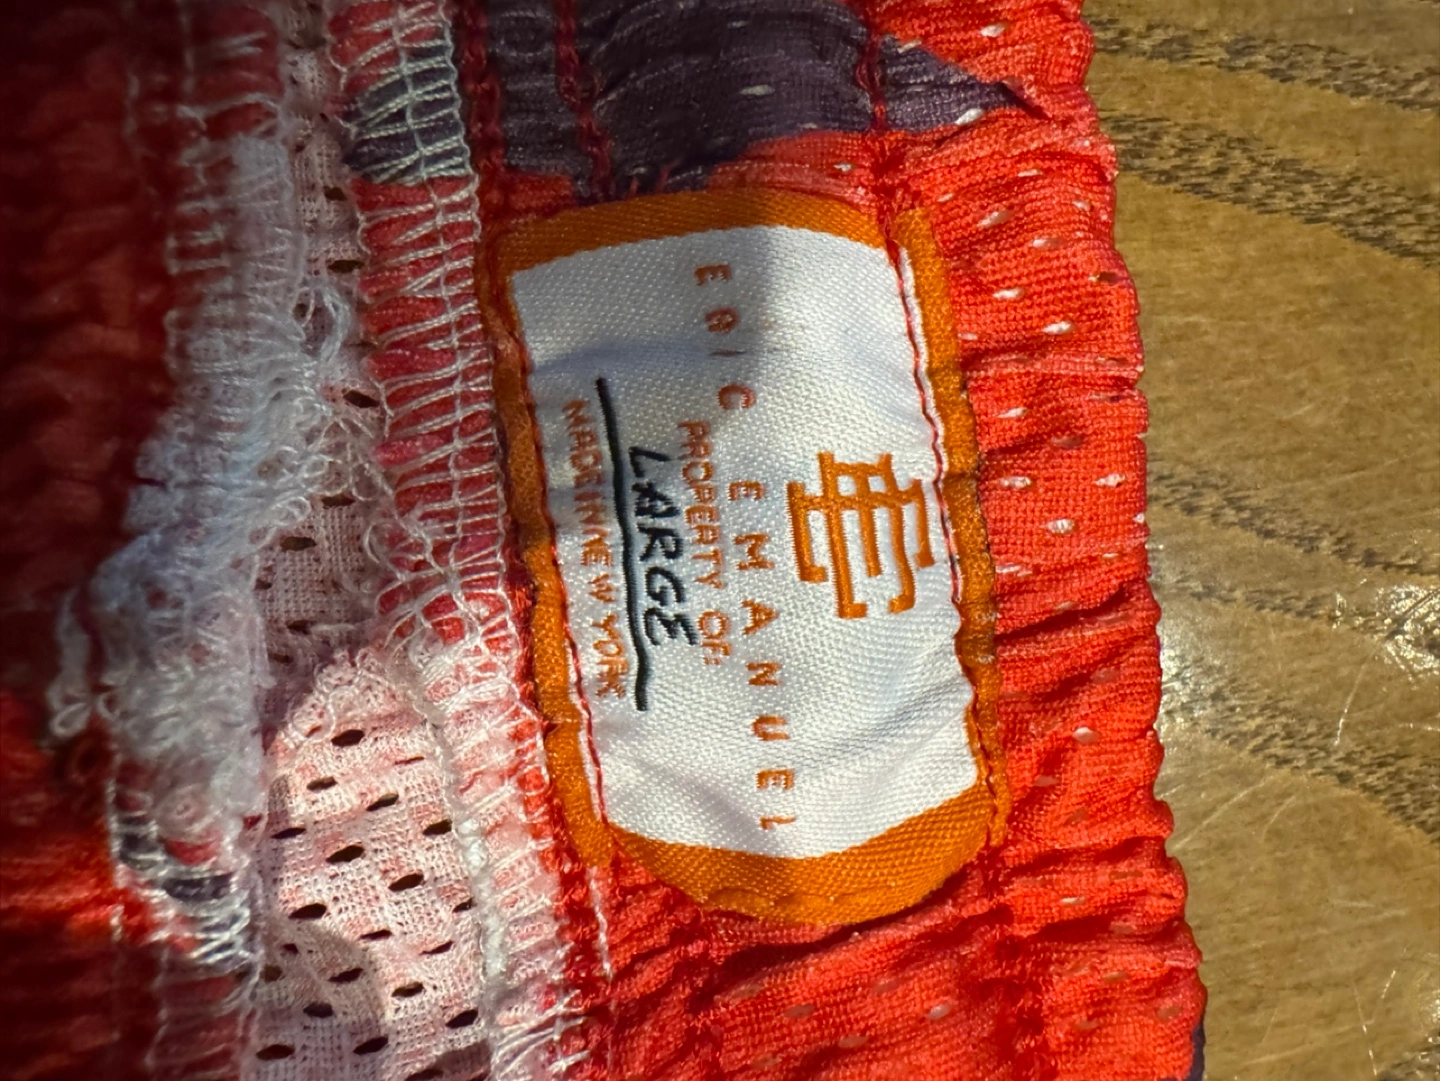 EE
ERIC EMANUEL
PROPERTY OF:
LARGE
MADE IN NEW YORK